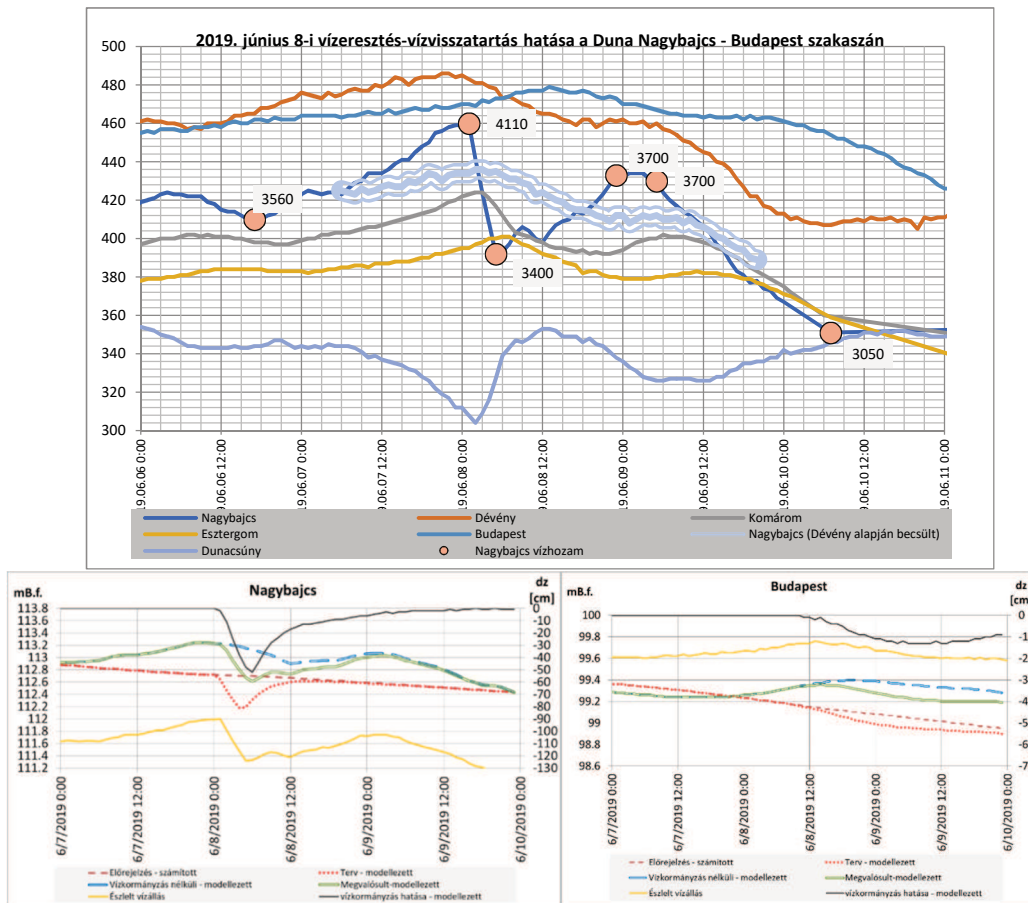 2019. június 8-i vízeresztés-vízvisszatartás hatása a Duna Nagybajcs - Budapest szakaszán
500
480
460
440
420
400
380
360
340
320
300
3560
4110
3400
3700
3700
3050
19.06.06 0:00
19.06.06 12:00
19.06.07 0:00
19.06.07 12:00
19.06.08 0:00
19.06.08 12:00
19.06.09 0:00
19.06.09 12:00
19.06.10 0:00
19.06.10 12:00
19.06.11 0:00
Nagybajcs
Dévény
Komárom
Esztergom
Budapest
Nagybajcs (Dévény alapján becsült)
Dunacsúny
Nagybajcs vízhozam
mB.f.
Nagybajcs
dz
[cm]
113.8
113.6
113.4
113.2
113
112.8
112.6
112.4
112.2
112
111.8
111.6
111.4
111.2
0
-10
-20
-30
-40
-50
-60
-70
-80
-90
-100
-110
-120
-130
6/7/2019 0:00
6/7/2019 12:00
6/8/2019 0:00
6/8/2019 12:00
6/9/2019 0:00
6/9/2019 12:00
6/10/2019 0:00
Előrejelzés - számított
Terv - modellezett
Vízkormányzás nélküli - modellezett
Megvalósult-modellezett
Észlelt vízállás
vízkormányzás hatása - modellezett
mB.f.
Budapest
dz
[cm]
100
99.8
99.6
99.4
99.2
99
98.8
98.6
0
-1
-2
-3
-4
-5
-6
-7
6/7/2019 0:00
6/7/2019 12:00
6/8/2019 0:00
6/8/2019 12:00
6/9/2019 0:00
6/9/2019 12:00
6/10/2019 0:00
Előrejelzés - számított
Terv - modellezett
Vízkormányzás nélküli - modellezett
Megvalósult-modellezett
Észlelt vízállás
vízkormányzás hatása - modellezett